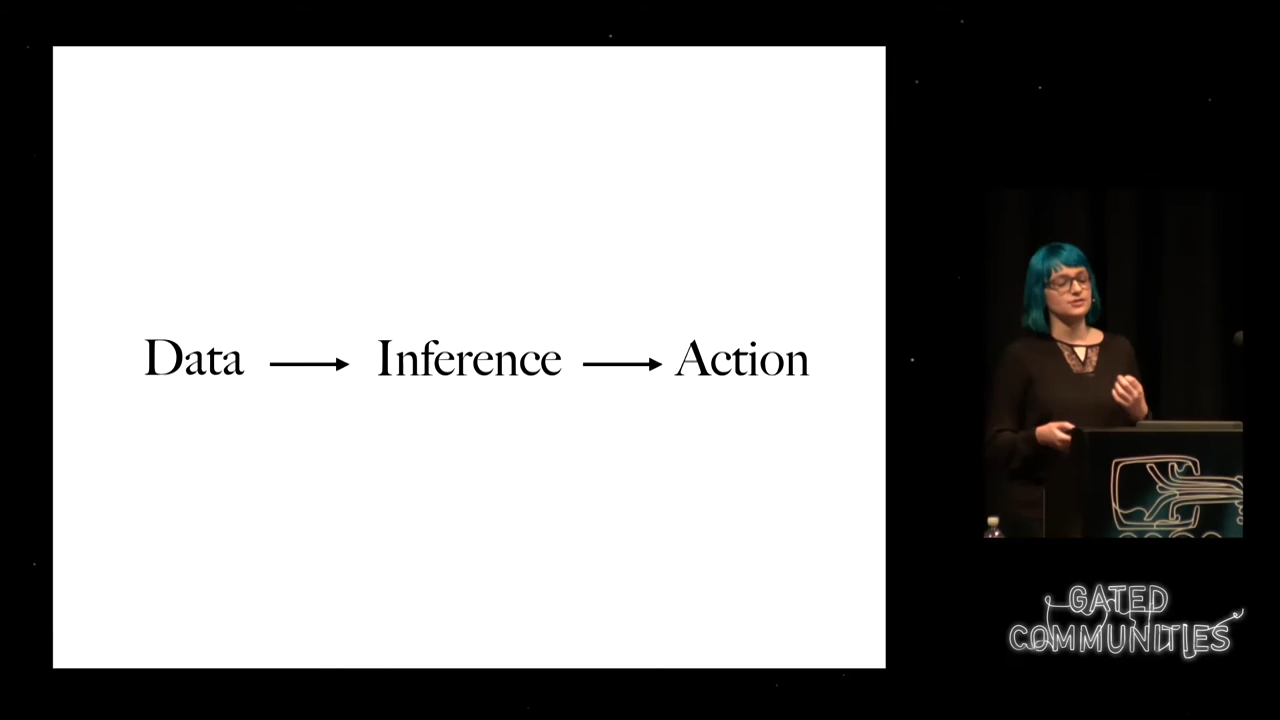 Data → Inference → Action
GATED
COMMUNITIES